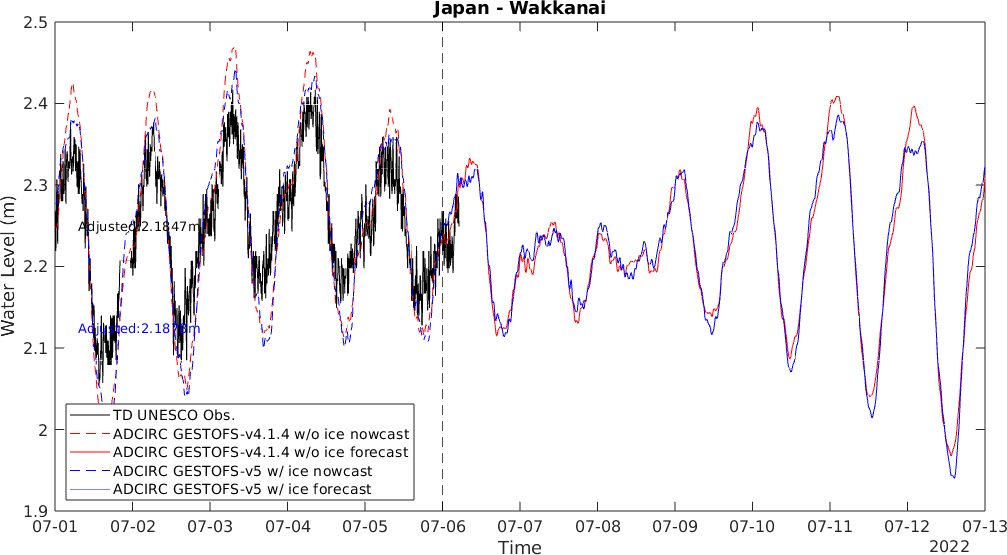 Japan - Wakkanai
2.5
2.4
2.3
2.2
2.1
2
1.9
Water Level (m)
Adjusted:2.1847m
TD UNESCO Obs.
ADCIRC GESTOFS-v4.1.4 w/o ice nowcast
ADCIRC GESTOFS-v4.1.4 w/o ice forecast
ADCIRC GESTOFS-v5 w/ ice nowcast
ADCIRC GESTOFS-v5 w/ ice forecast
07-01 07-02 07-03 07-04 07-05 07-06 07-07 07-08 07-09 07-10 07-11 07-12 07-13
Time
2022